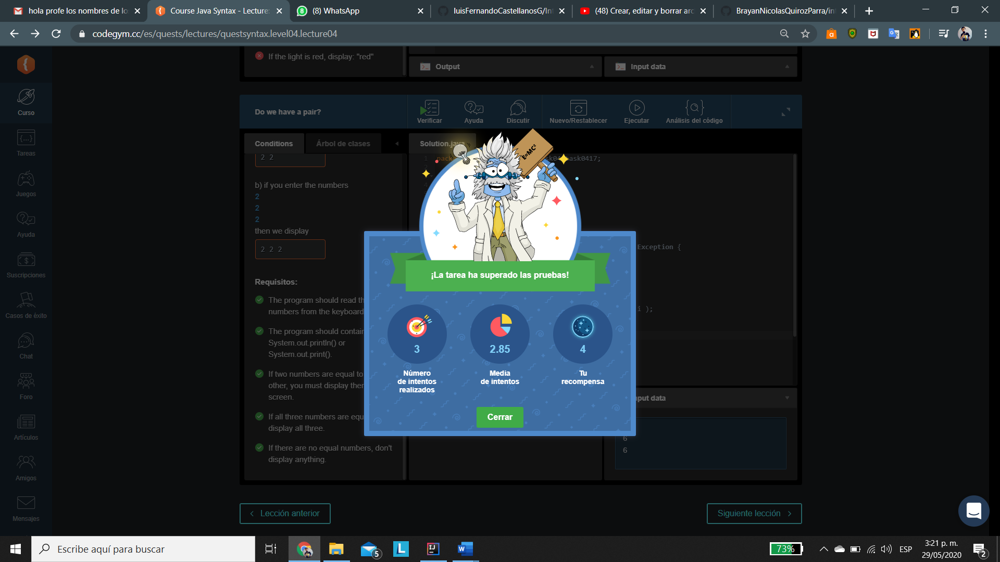 hola profe los nombres de lo
Course Java Syntax - Lecture:
(8) WhatsApp
luisFernandoCastellanosG/Int
(48) Crear, editar y borrar arc
BrayanNicolasQuirozParra/int
codegym.cc/es/quests/lectures/questsyntax.level04.lecture04
If the light is red, display: "red"
Output
Input data
Curso
Tareas
Juegos
Ayuda
Suscripciones
Casos de éxito
Chat
Foro
Artículos
Amigos
Mensajes
Do we have a pair?
Verificar
Ayuda
Discutir
Nuevo/Restablecer
Ejecutar
Análisis del código
Conditions
Árbol de clases
Solution.java
2 2
b) if you enter the numbers
2
2
2
then we display
2 2 2
Requisitos:
The program should read th
numbers from the keyboard
The program should contain
System.out.println() or
System.out.print().
If two numbers are equal to
other, you must display then
screen.
If all three numbers are equ
display all three.
If there are no equal numbers, don't
display anything.
1
pack
ask0417;
Exception {
i );
E=MC²
¡La tarea ha superado las pruebas!
3
Número
de intentos
realizados
2.85
Media
de intentos
4
Tu
recompensa
Cerrar
put data
6
6
Lección anterior
Siguiente lección
Escribe aquí para buscar
5
L
IJ
W
73%
ESP
3:21 p. m.
29/05/2020
2